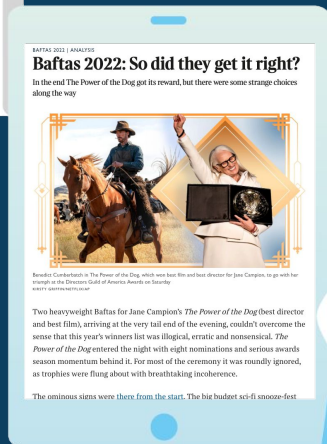 BAFTAS 2022 | ANALYSIS
Baftas 2022: So did they get it right?
In the end The Power of the Dog got its reward, but there were some strange choices
along the way
Benedict Cumberbatch in The Power of the Dog, which won best film and best director for Jane Campion, to go with her
triumph at the Directors Guild of America Awards on Saturday
KIRSTY GRIFFIN/NETFLIX/AP
Two heavyweight Baftas for Jane Campion's The Power of the Dog (best director
and best film), arriving at the very tail end of the evening, couldn't overcome the
sense that this year's winners list was illogical, erratic and nonsensical. The
Power of the Dog entered the night with eight nominations and serious awards
season momentum behind it. For most of the ceremony it was roundly ignored,
as trophies were flung about with breathtaking incoherence.
The ominous signs were there from the start. The big budget sci-fi snooze-fest